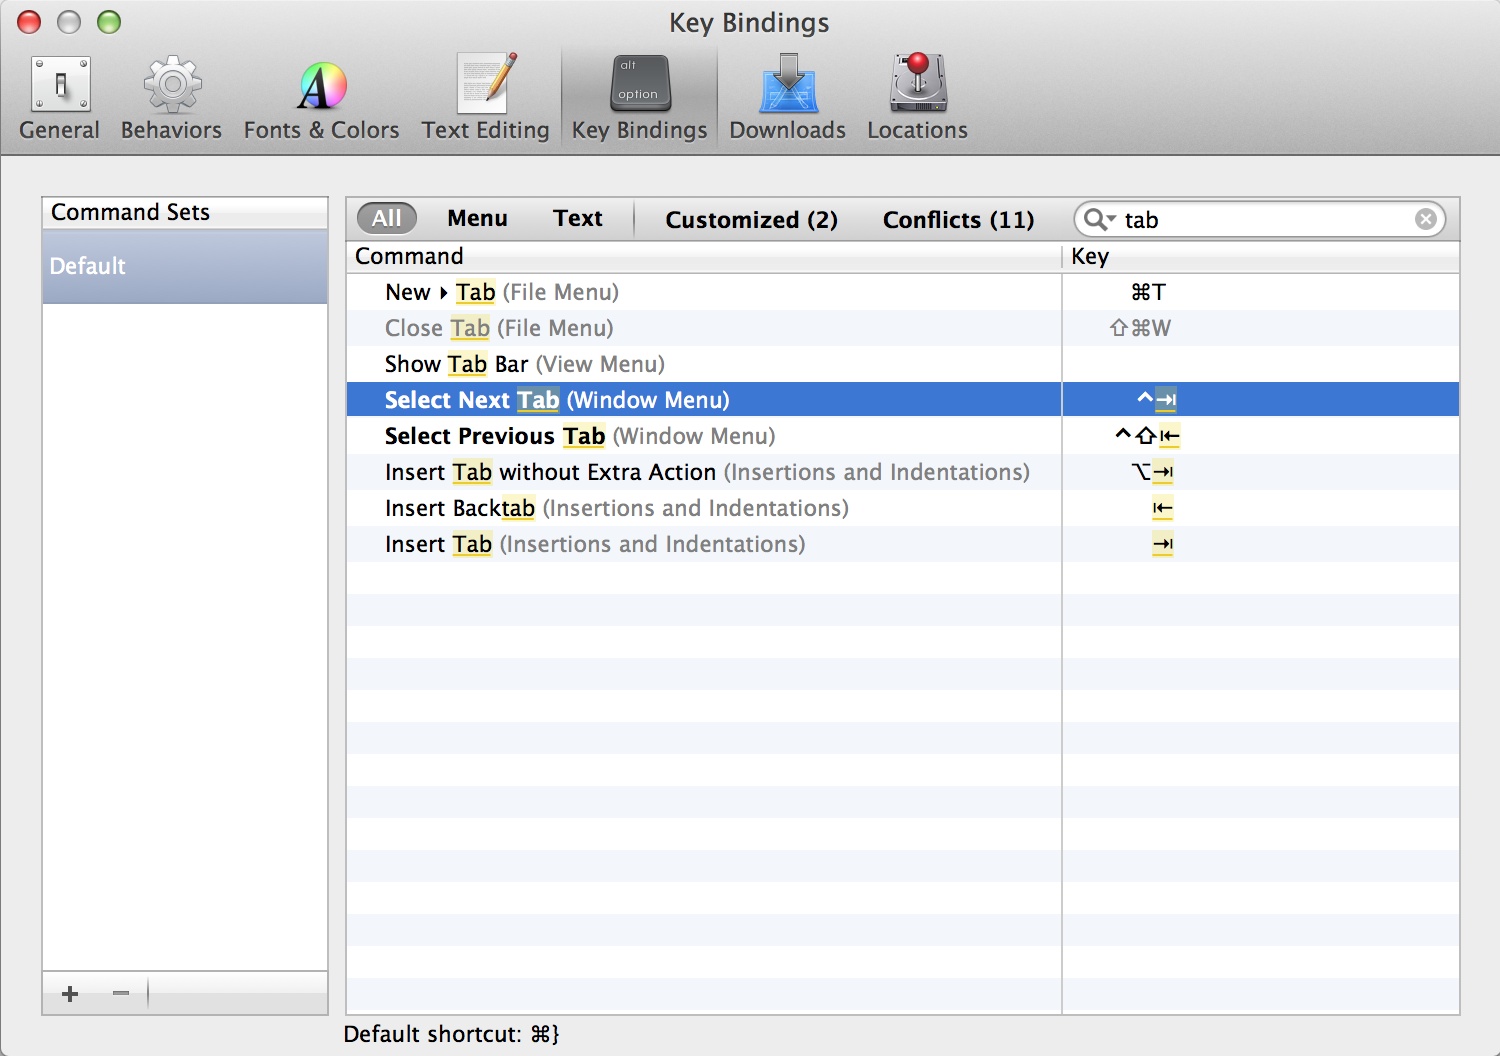 Key Bindings
alt
option
General Behaviors Fonts & Colors Text Editing Key Bindings Downloads Locations
Command Sets
Default
All Menu Text Customized (2) Conflicts (11) tab
Command Key
New ▸ Tab (File Menu) ⌘T
Close Tab (File Menu) ⇧⌘W
Show Tab Bar (View Menu)
Select Next Tab (Window Menu) ^⇥
Select Previous Tab (Window Menu) ^⇧⇤
Insert Tab without Extra Action (Insertions and Indentations) ⌥⇥
Insert Backtab (Insertions and Indentations) ⇤
Insert Tab (Insertions and Indentations) ⇥
Default shortcut: ⌘}